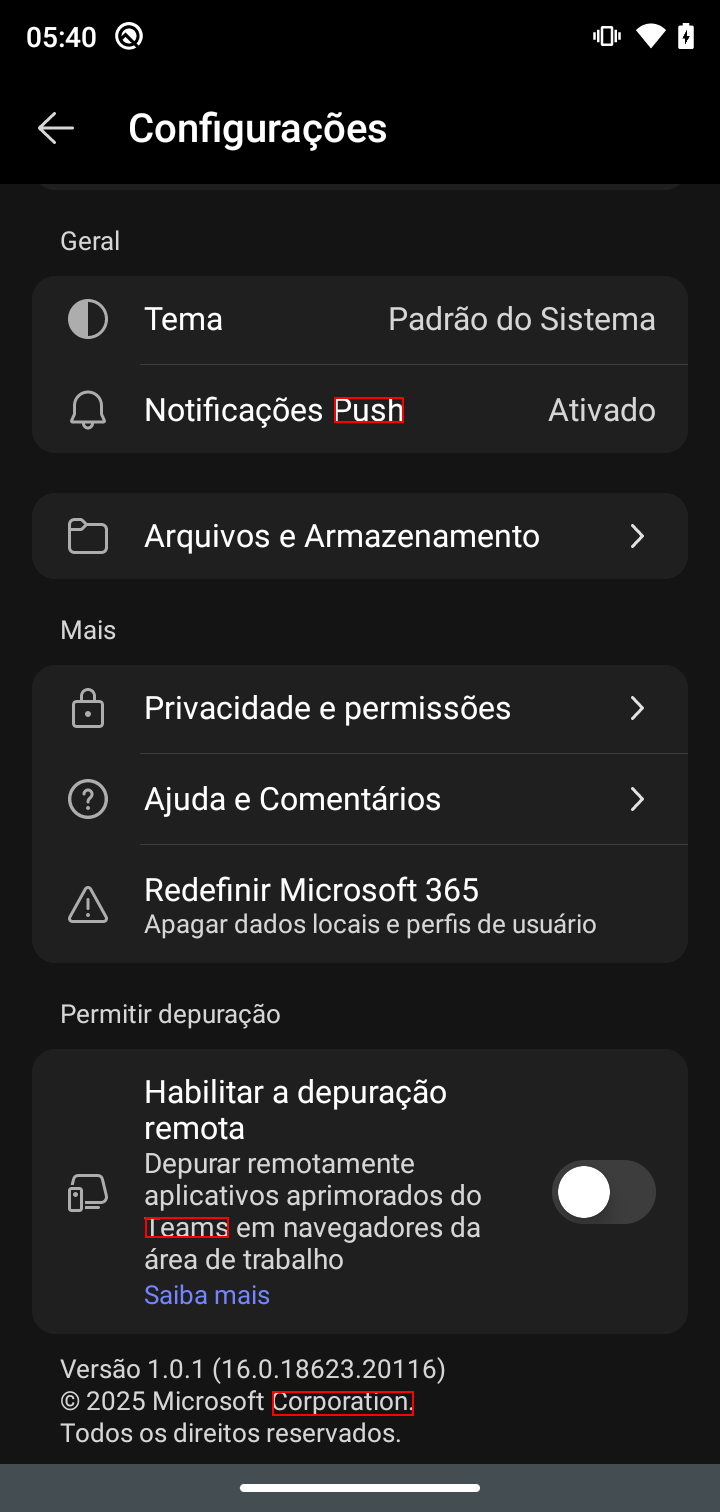 05:40
Configurações
Geral
Tema
Padrão do Sistema
Notificações Push
Ativado
Arquivos e Armazenamento
Mais
Privacidade e permissões
Ajuda e Comentários
Redefinir Microsoft 365
Apagar dados locais e perfis de usuário
Permitir depuração
Habilitar a depuração
remota
Depurar remotamente
aplicativos aprimorados do
Teams em navegadores da
área de trabalho
Saiba mais
Versão 1.0.1 (16.0.18623.20116)
© 2025 Microsoft Corporation.
Todos os direitos reservados.